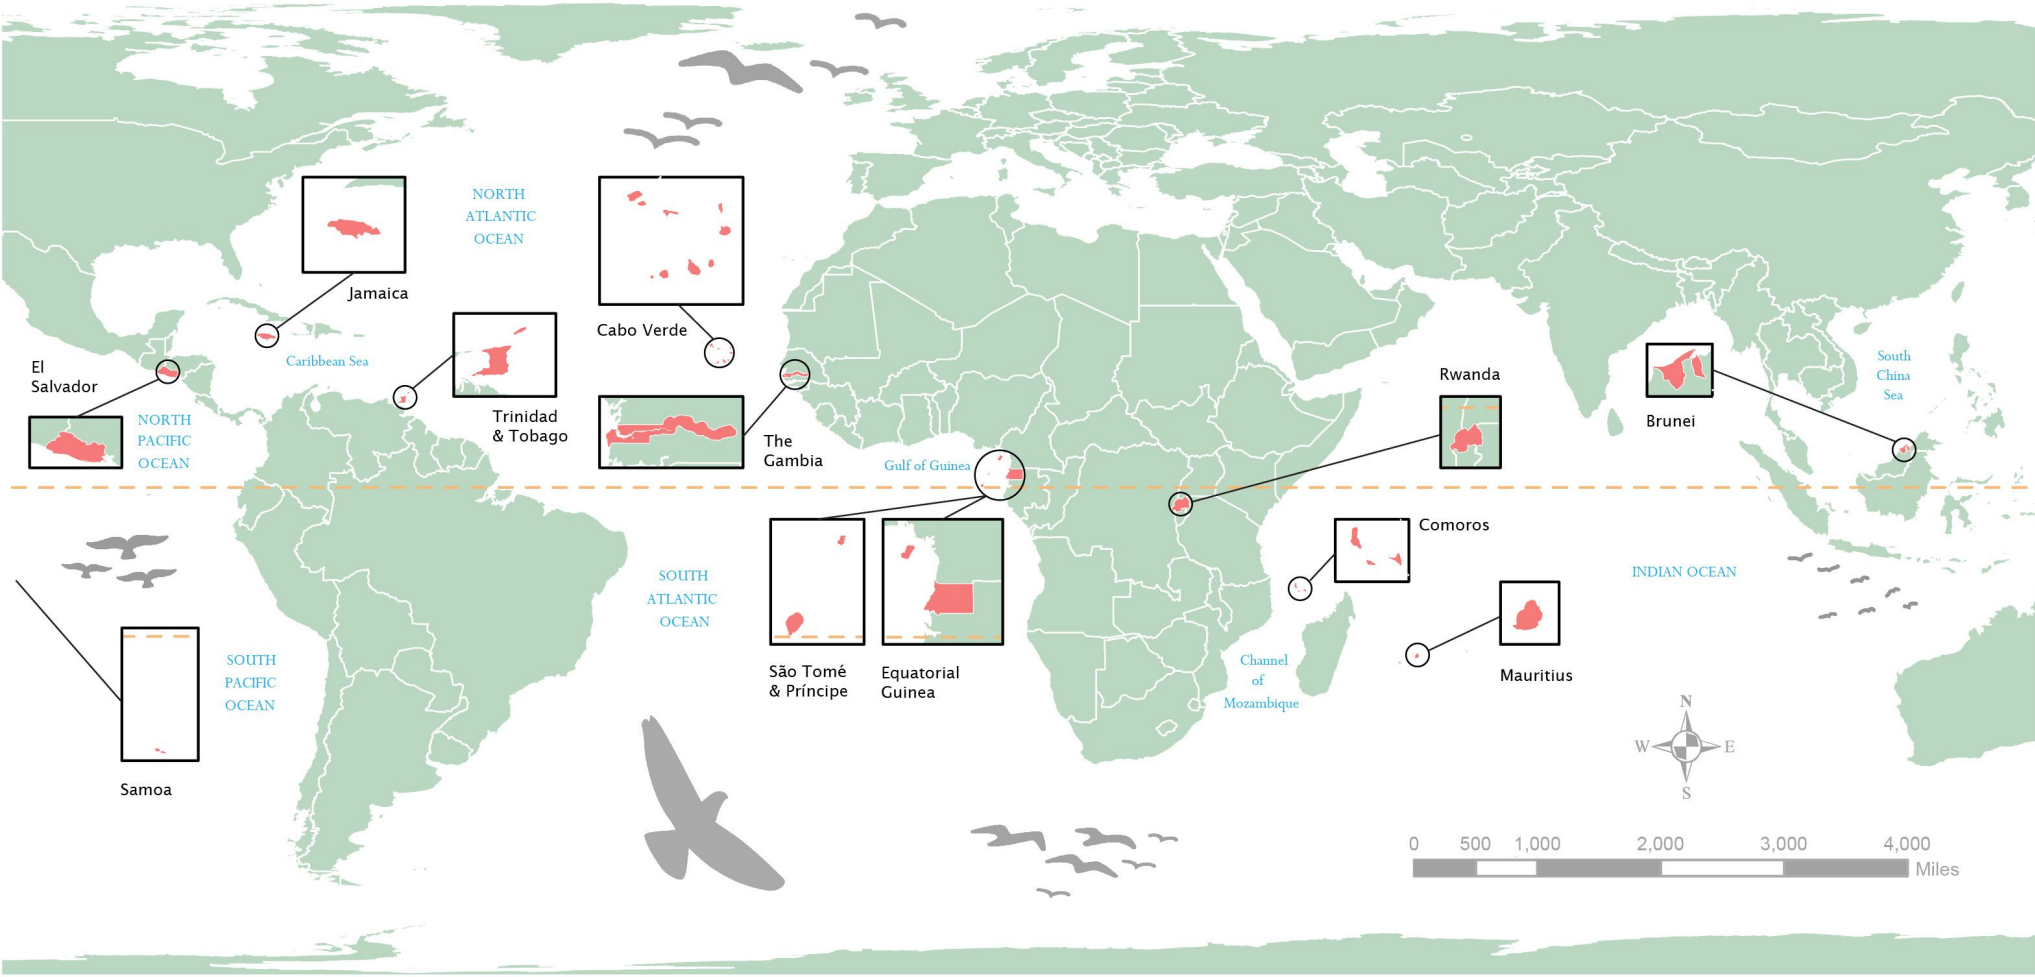 NORTH
ATLANTIC
OCEAN
Jamaica
Cabo Verde
Caribbean Sea
El
Salvador
NORTH
PACIFIC
OCEAN
Trinidad
& Tobago
The
Gambia
Gulf of Guinea
Rwanda
Brunei
South
China
Sea
Comoros
INDIAN OCEAN
SOUTH
ATLANTIC
OCEAN
São Tomé
& Príncipe
Equatorial
Guinea
SOUTH
PACIFIC
OCEAN
Samoa
Channel
of
Mozambique
Mauritius
N
W E
S
0 500 1,000 2,000 3,000 4,000
Miles